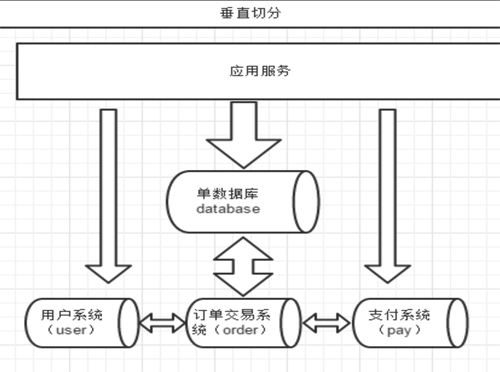 垂直切分
应用服务
单数据库
database
用户系统
（user）
订单交易系
统（order）
支付系统
（pay）